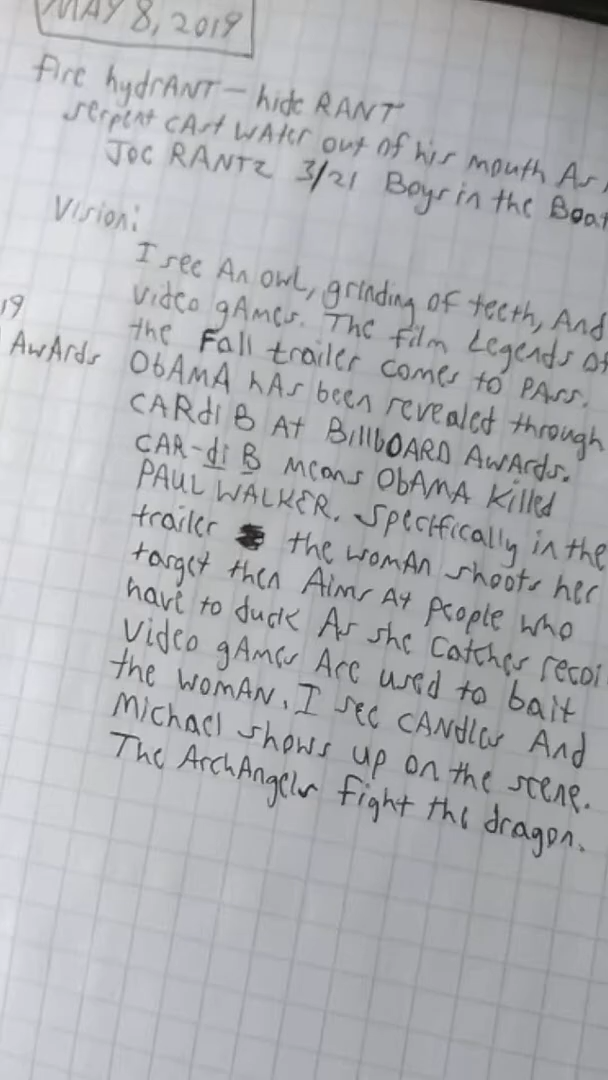 MAY 8, 2019
fire hydrANT - hide RANT
serpent cast water out of his mouth As
Joe RANTZ 3/21 Boys in the Boat
Vision:
I see An owl, grinding of teeth, And
video gAmes. The film Legends of
19
the Fall trailer comes to pAss.
AwArds
ObAMA hAs been revealed through
CARdi B At BillbOARD AwArds.
CAR-di B means ObAMA killed
PAUL WALKER. Specifically in the
trailer the womAn shoots her
target then Aims At people who
have to duck As she catches recoi
Video gAmes Are used to bait
the womAn. I see cANdles And
Michael shows up on the scene.
The ArchAngels fight the dragon.